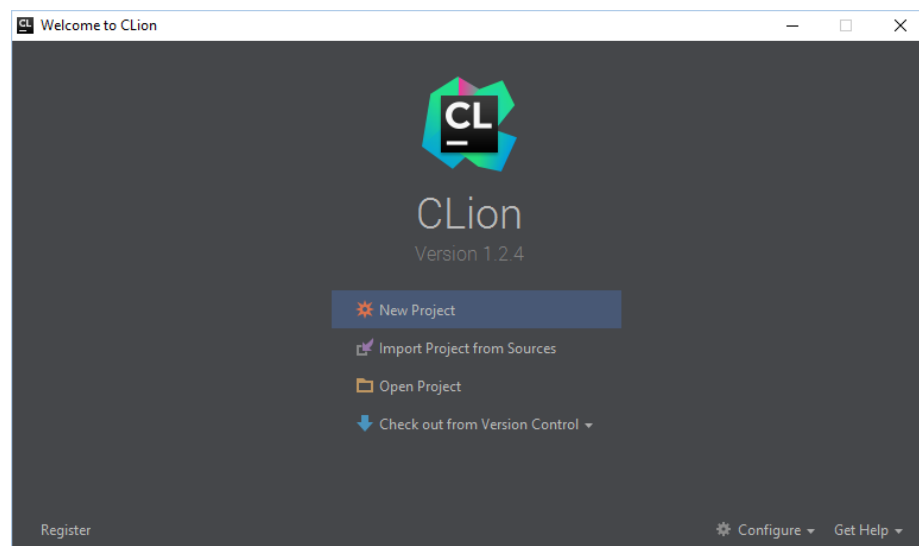 Welcome to CLion
CL
CLion
Version 1.2.4
New Project
Import Project from Sources
Open Project
Check out from Version Control
Register
Configure
Get Help